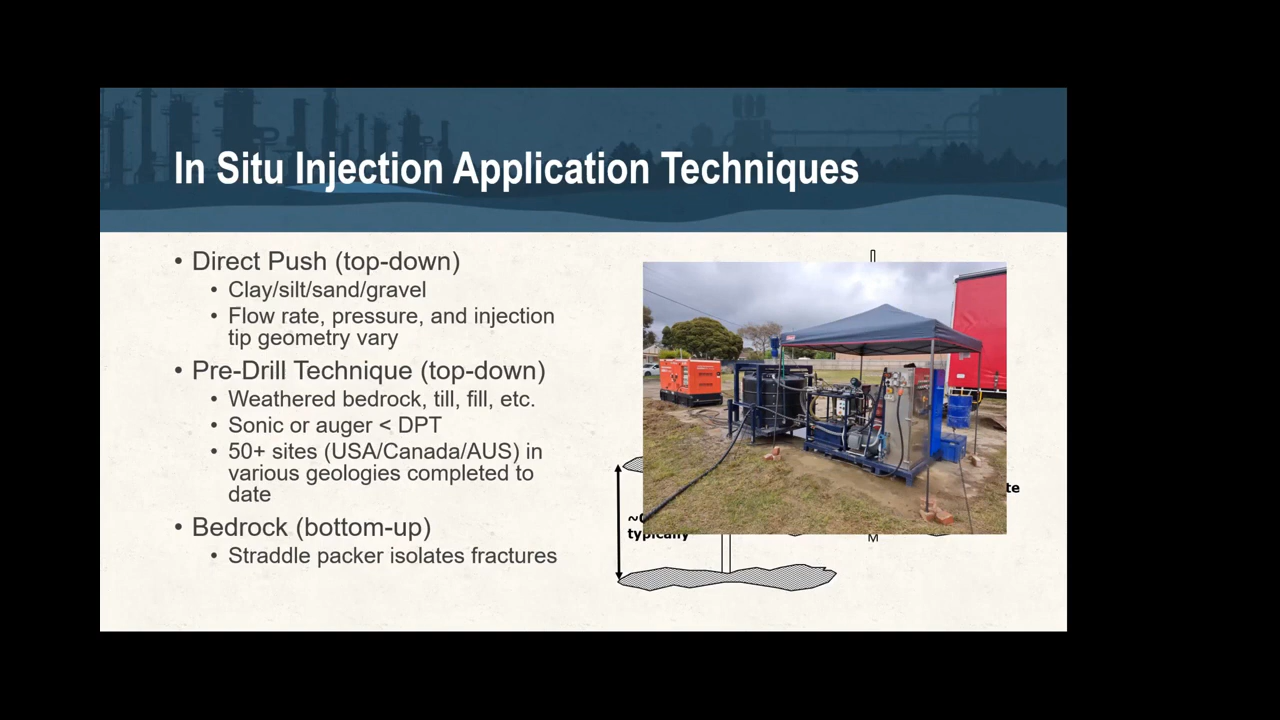 In Situ Injection Application Techniques
• Direct Push (top-down)
• Clay/silt/sand/gravel
• Flow rate, pressure, and injection
tip geometry vary
• Pre-Drill Technique (top-down)
• Weathered bedrock, till, fill, etc.
• Sonic or auger < DPT
• 50+ sites (USA/Canada/AUS) in
various geologies completed to
date
• Bedrock (bottom-up)
• Straddle packer isolates fractures
typically